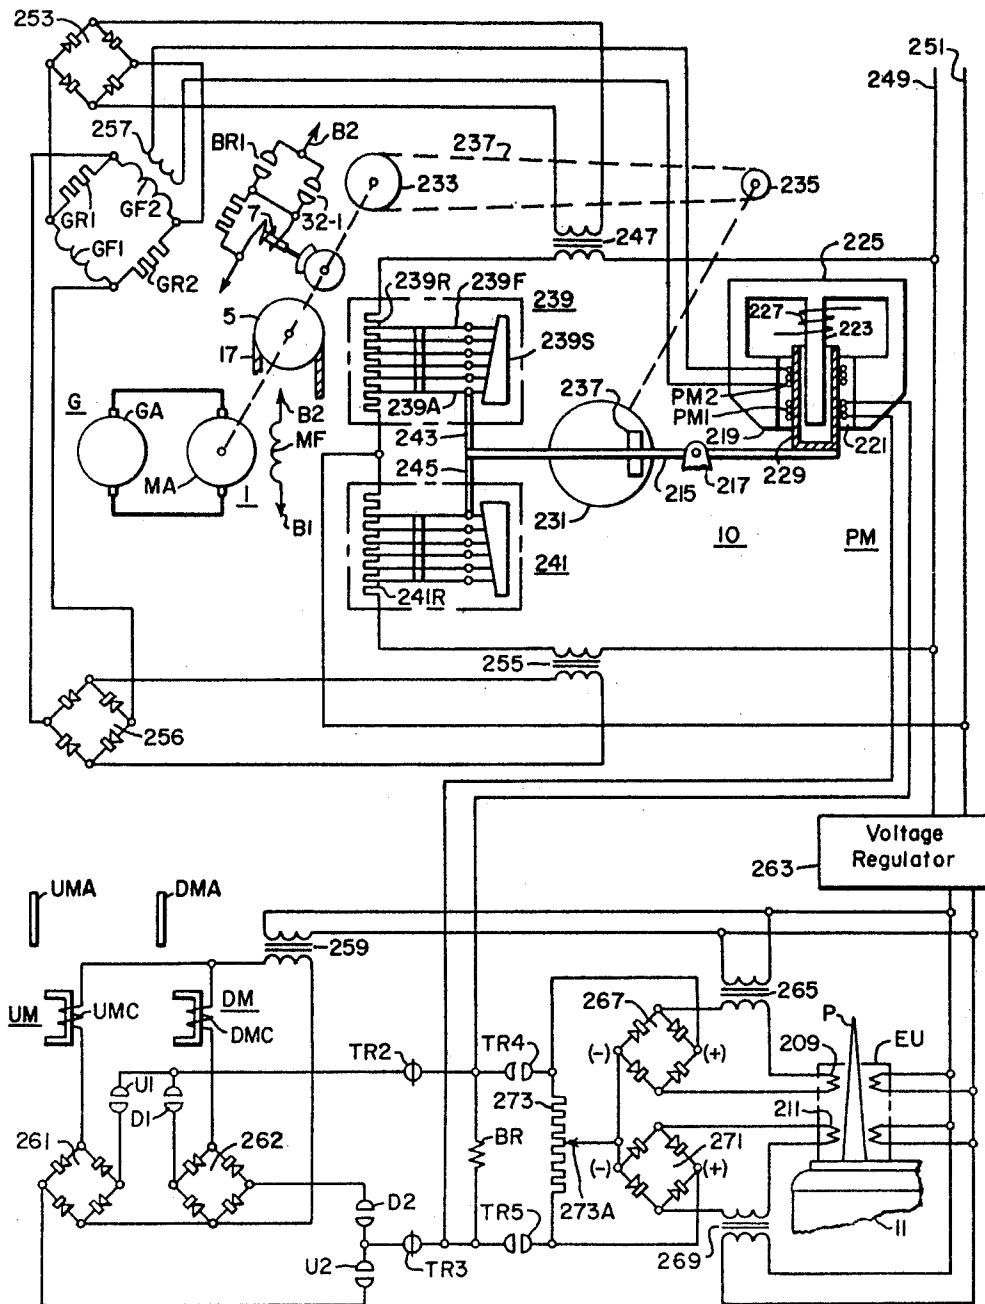 253
251
249
257
BR1
B2
237
233
235
32-1
7
GR1
GF2
GF1
GR2
247
225
239R
239F
239
239S
227
223
5
17
239A
PM2
PM1
237
219
221
229
G
GA
B2
MF
243
245
MA
1
B1
231
215
217
10
PM
241
241R
255
256
Voltage
Regulator
263
UMA
DMA
259
UM
UMC
DM
DMC
265
267
P
EU
209
TR2
TR4
(-)
(+)
U1
D1
273
211
261
262
BR
271
(-)
(+)
D2
TR5
273A
11
U2
TR3
269